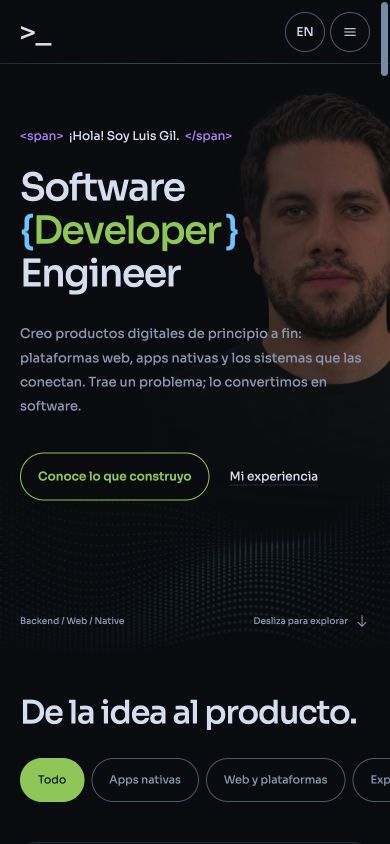 >_
EN
<span> ¡Hola! Soy Luis Gil. </span>
Software
{Developer}
Engineer
Creo productos digitales de principio a fin:
plataformas web, apps nativas y los sistemas que las
conectan. Trae un problema; lo convertimos en
software.
Conoce lo que construyo
Mi experiencia
Backend / Web / Native
Desliza para explorar ↓
De la idea al producto.
Todo
Apps nativas
Web y plataformas
Exp